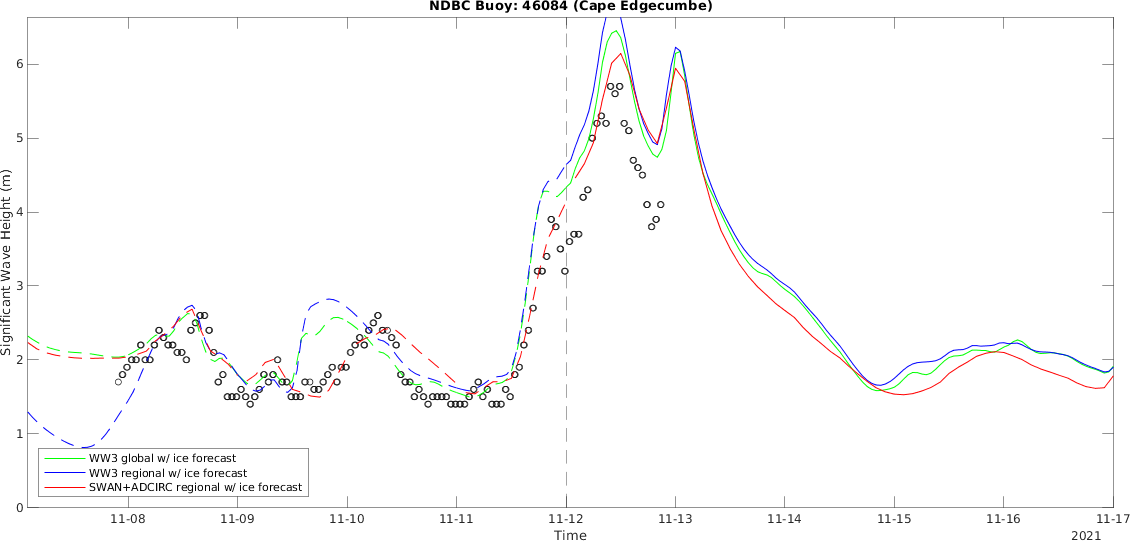 NDBC Buoy: 46084 (Cape Edgecumbe)
Significant Wave Height (m)
6
5
4
3
2
1
0
WW3 global w/ ice forecast
WW3 regional w/ ice forecast
SWAN+ADCIRC regional w/ ice forecast
11-08 11-09 11-10 11-11 11-12 11-13 11-14 11-15 11-16 11-17
Time
2021